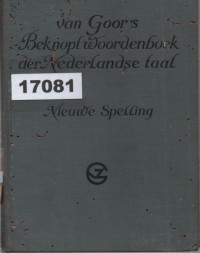 van Goor's
Beknopt Woordenboek
der Nederlandse taal
17081
Nieuwe Spelling